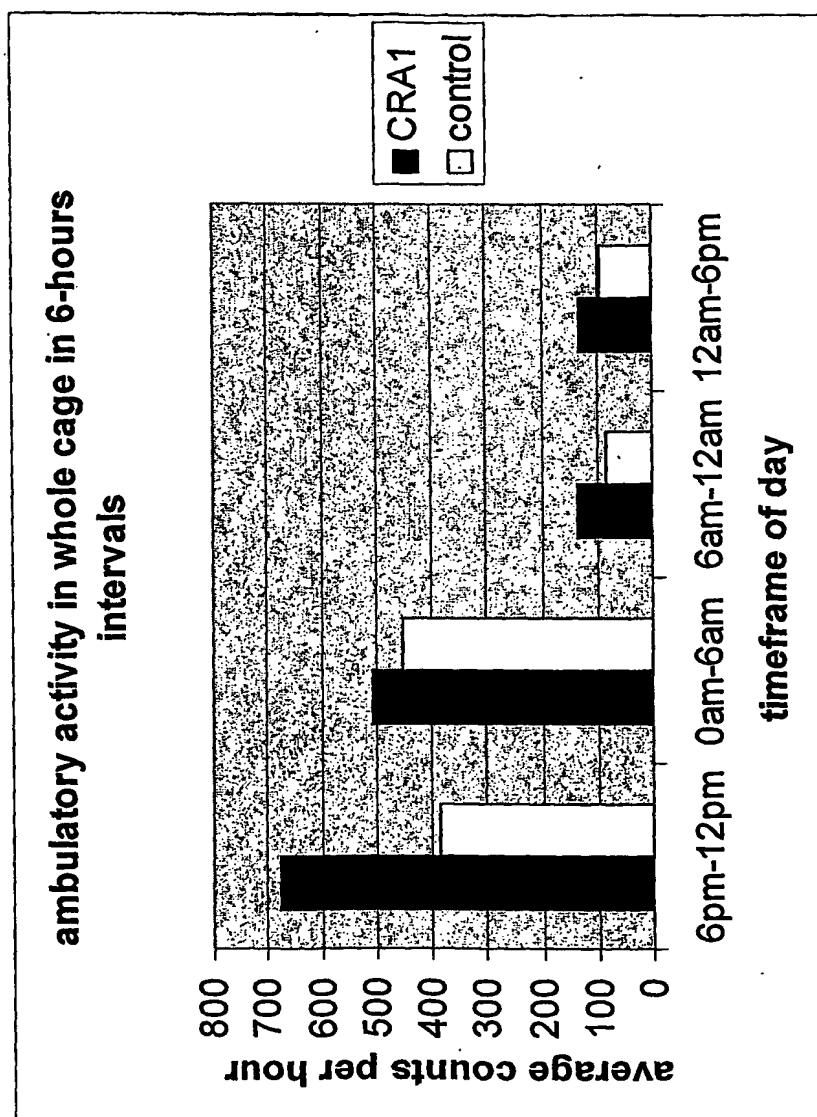 ambulatory activity in whole cage in 6-hours
intervals
800
700
600
500
400
300
200
100
0
average counts per hour
6pm-12pm 0am-6am 6am-12am 12am-6pm
timeframe of day
CRA1
control